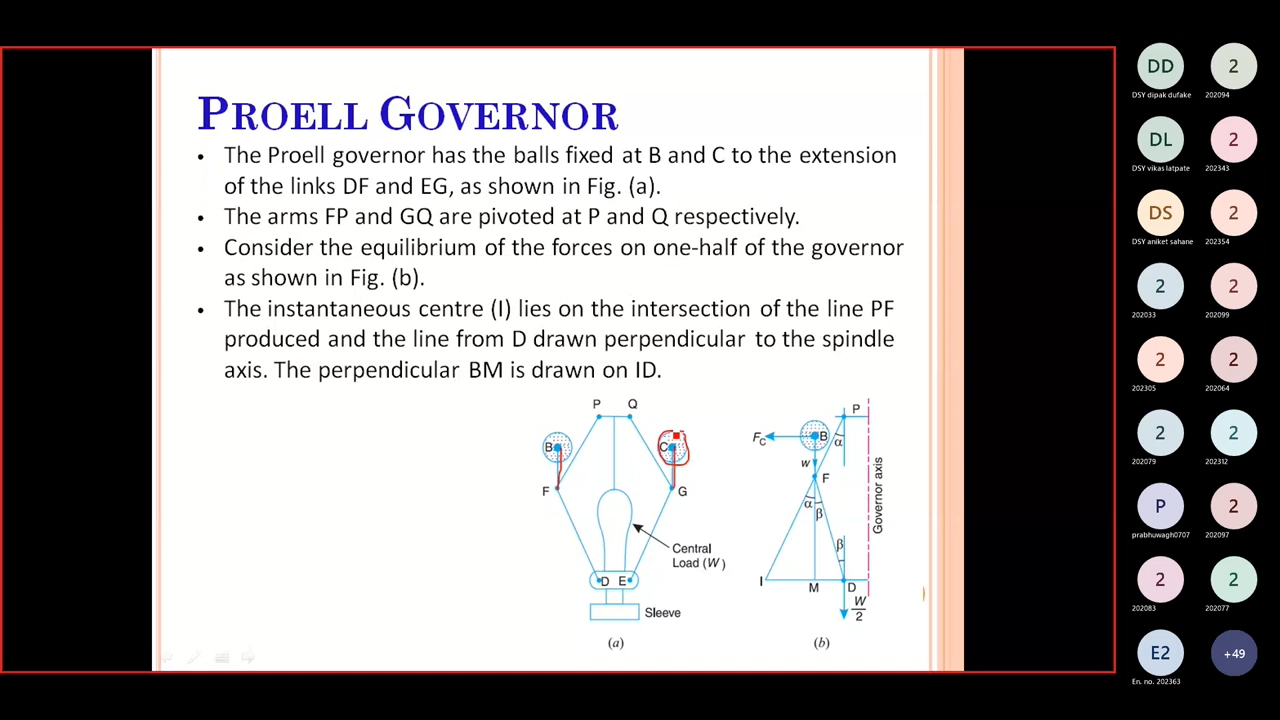 PROELL GOVERNOR
• The Proell governor has the balls fixed at B and C to the extension
of the links DF and EG, as shown in Fig. (a).
• The arms FP and GQ are pivoted at P and Q respectively.
• Consider the equilibrium of the forces on one-half of the governor
as shown in Fig. (b).
• The instantaneous centre (I) lies on the intersection of the line PF
produced and the line from D drawn perpendicular to the spindle
axis. The perpendicular BM is drawn on ID.
P Q
B C
F G
Central
Load (W)
D E
Sleeve
(a)
P
FC B α
w
F
α β
Governor axis
β
I M D
W
2
(b)
DD 2
DSY dipak dufake 202094
DL 2
DSY vikas latpate 202343
DS 2
DSY aniket sahane 202354
2 2
202033 202099
2 2
202305 202064
2 2
202079 202312
P 2
prabhuwagh0707 202097
2 2
202083 202077
E2 +49
En. no. 202363